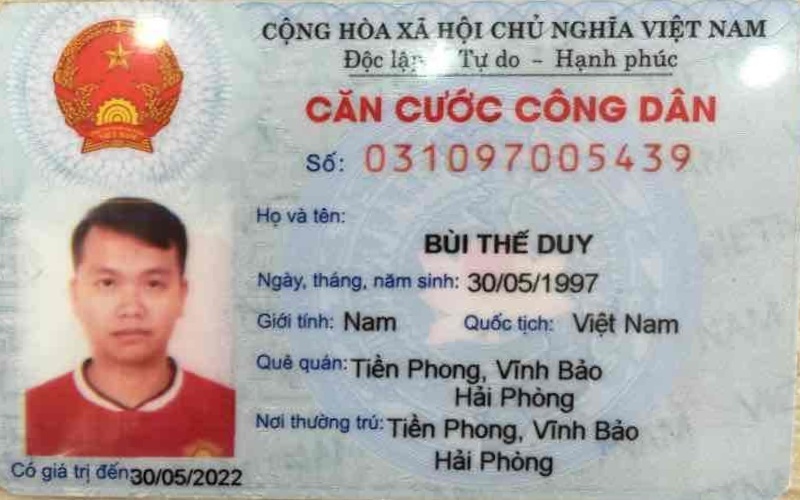 CỘNG HÒA XÃ HỘI CHỦ NGHĨA VIỆT NAM
Độc lập - Tự do - Hạnh phúc
CĂN CƯỚC CÔNG DÂN
Số: 031097005439
Họ và tên:
BÙI THẾ DUY
Ngày, tháng, năm sinh: 30/05/1997
Giới tính: Nam Quốc tịch: Việt Nam
Quê quán: Tiền Phong, Vĩnh Bảo
Hải Phòng
Nơi thường trú: Tiền Phong, Vĩnh Bảo
Hải Phòng
Có giá trị đến: 30/05/2022